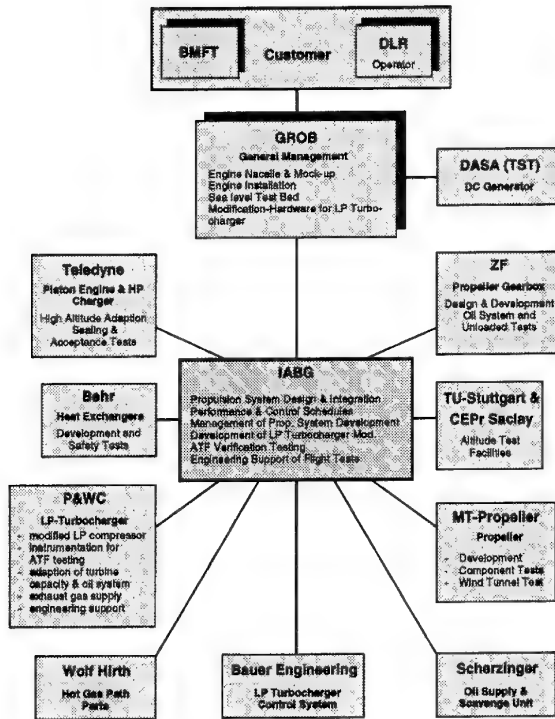 BMFT
Customer
DLR
Operator
GROB
General Management
Engine Nacelle & Mock-up
Engine Installation
Sea level Test Bed
Modification-Hardware for LP Turbo-
charger
DASA (TST)
DC Generator
Teledyne
Piston Engine & HP
Charger
High Altitude Adaption
Sealing &
Acceptance Tests
ZF
Propeller Gearbox
Design & Development
Oil System and
Unloaded Tests
IABG
Propulsion System Design & Integration
Performance & Control Schedules
Management of Prop. System Development
Development of LP Turbocharger Mod.
ATF Verification Testing
Engineering Support of Flight Tests
Behr
Heat Exchangers
Development and
Safety Tests
TU-Stuttgart &
CEPr Saclay
Altitude Test
Facilities
P&WC
LP-Turbocharger
- modified LP compressor
- instrumentation for
ATF testing
- adaption of turbine
capacity & oil system
- exhaust gas supply
- engineering support
MT-Propeller
Propeller
- Development
- Component Tests
- Wind Tunnel Test
Wolf Hirth
Hot Gas Path
Parts
Bauer Engineering
LP Turbocharger
Control System
Scherzinger
Oil Supply &
Scavenge Unit